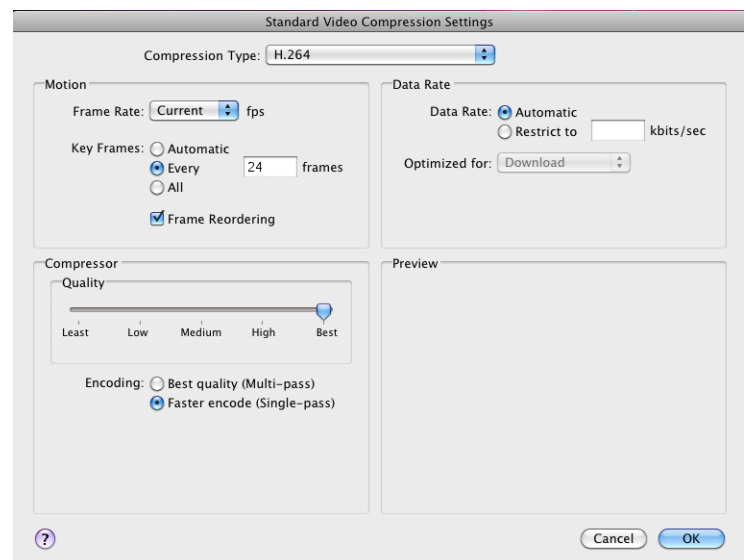 Standard Video Compression Settings
Compression Type: H.264
Motion
Frame Rate: Current fps
Key Frames: Automatic
Every 24 frames
All
Frame Reordering
Data Rate
Data Rate: Automatic
Restrict to kbits/sec
Optimized for: Download
Compressor
Quality
Least Low Medium High Best
Encoding: Best quality (Multi-pass)
Faster encode (Single-pass)
Preview
?
Cancel OK